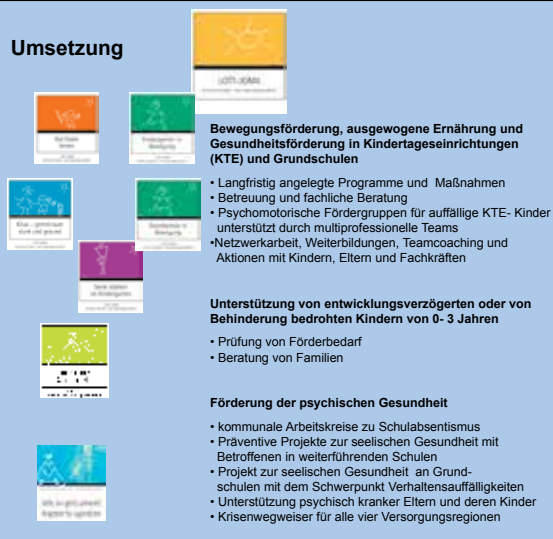 Umsetzung
LOTT JONN
Bewegungsförderung, ausgewogene Ernährung und
Gesundheitsförderung in Kindertageseinrichtungen
(KTE) und Grundschulen
• Langfristig angelegte Programme und Maßnahmen
• Betreuung und fachliche Beratung
• Psychomotorische Fördergruppen für auffällige KTE- Kinder
unterstützt durch multiprofessionelle Teams
•Netzwerkarbeit, Weiterbildungen, Teamcoaching und
Aktionen mit Kindern, Eltern und Fachkräften
Unterstützung von entwicklungsverzögerten oder von
Behinderung bedrohten Kindern von 0- 3 Jahren
• Prüfung von Förderbedarf
• Beratung von Familien
Förderung der psychischen Gesundheit
• kommunale Arbeitskreise zu Schulabsentismus
• Präventive Projekte zur seelischen Gesundheit mit
Betroffenen in weiterführenden Schulen
• Projekt zur seelischen Gesundheit an Grund-
schulen mit dem Schwerpunkt Verhaltensauffälligkeiten
• Unterstützung psychisch kranker Eltern und deren Kinder
• Krisenwegweiser für alle vier Versorgungsregionen